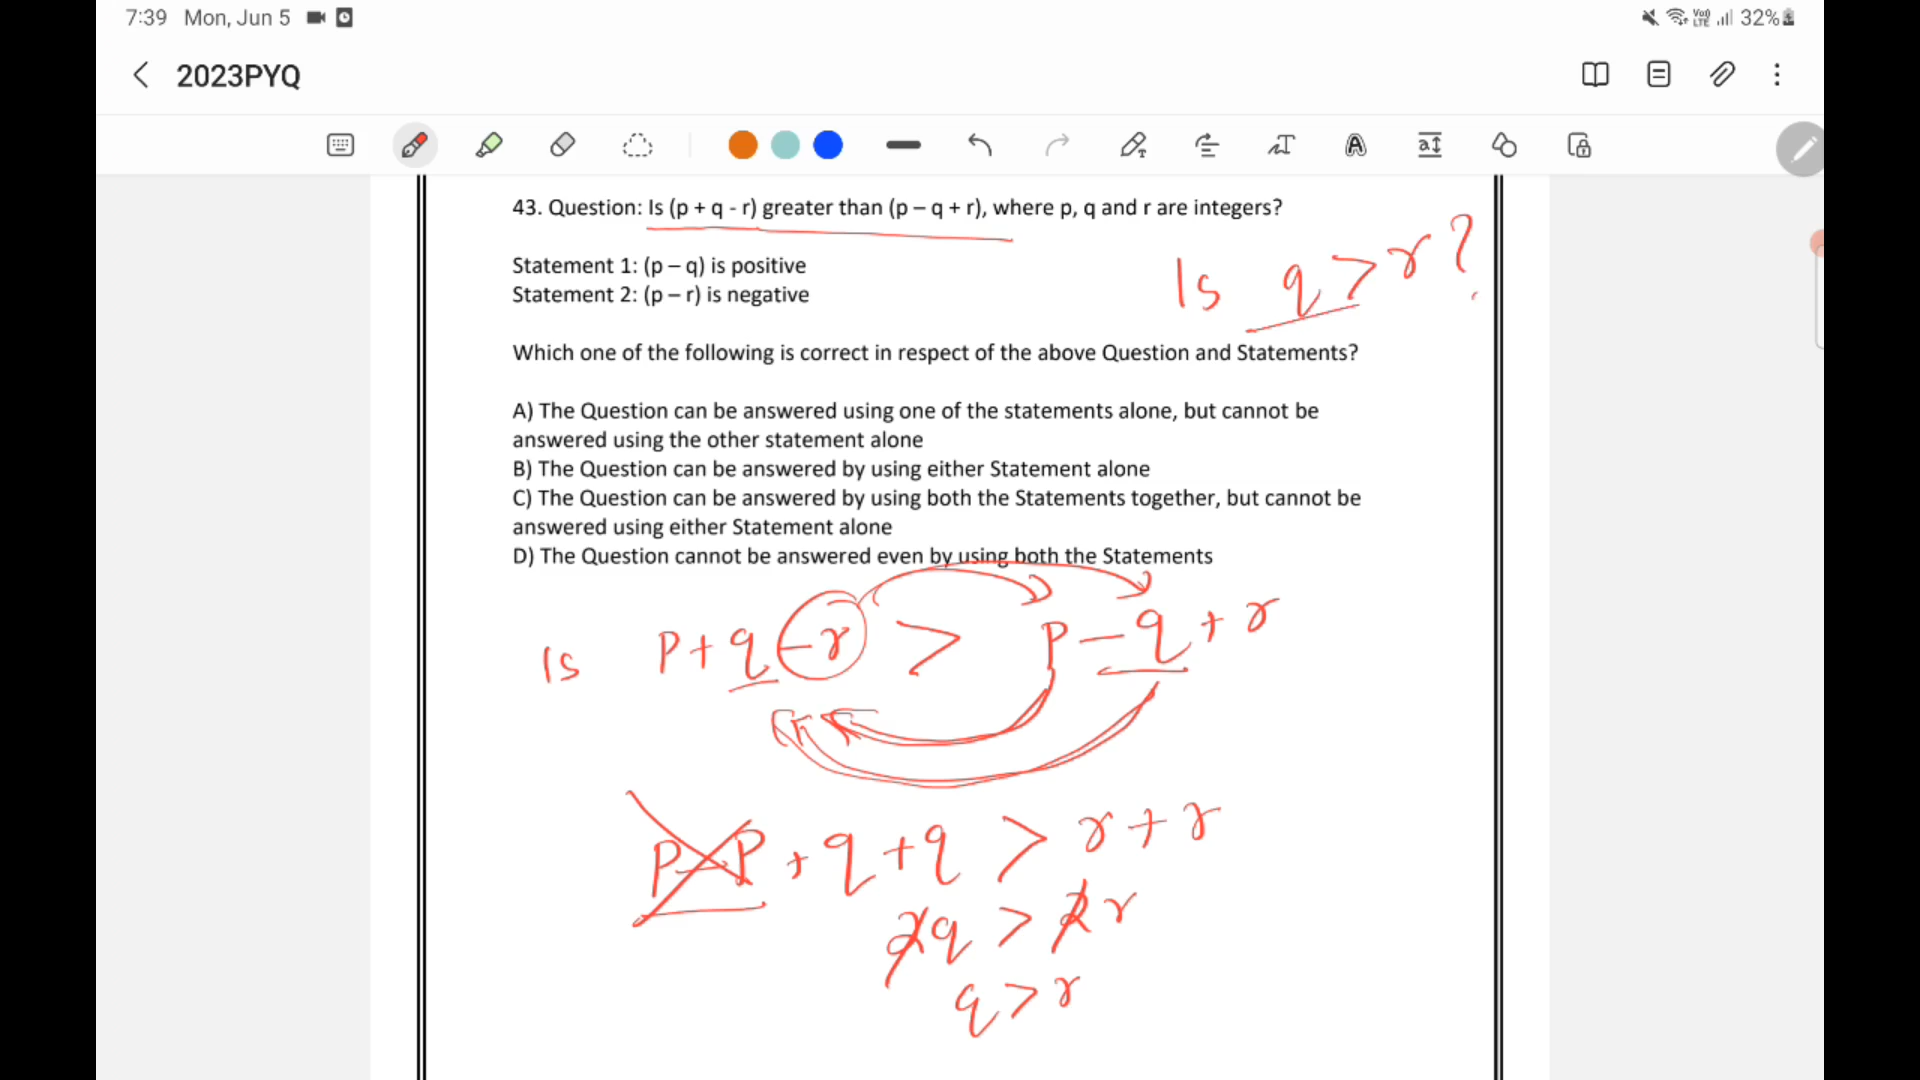 7:39 Mon, Jun 5
Vo)) LTE 32%
2023PYQ
43. Question: Is (p + q - r) greater than (p – q + r), where p, q and r are integers?
Is q > r ?
Statement 1: (p – q) is positive
Statement 2: (p – r) is negative
Which one of the following is correct in respect of the above Question and Statements?
A) The Question can be answered using one of the statements alone, but cannot be
answered using the other statement alone
B) The Question can be answered by using either Statement alone
C) The Question can be answered by using both the Statements together, but cannot be
answered using either Statement alone
D) The Question cannot be answered even by using both the Statements
Is p + q - r > p - q + r
p - p + q + q > r + r
2q > 2r
q > r